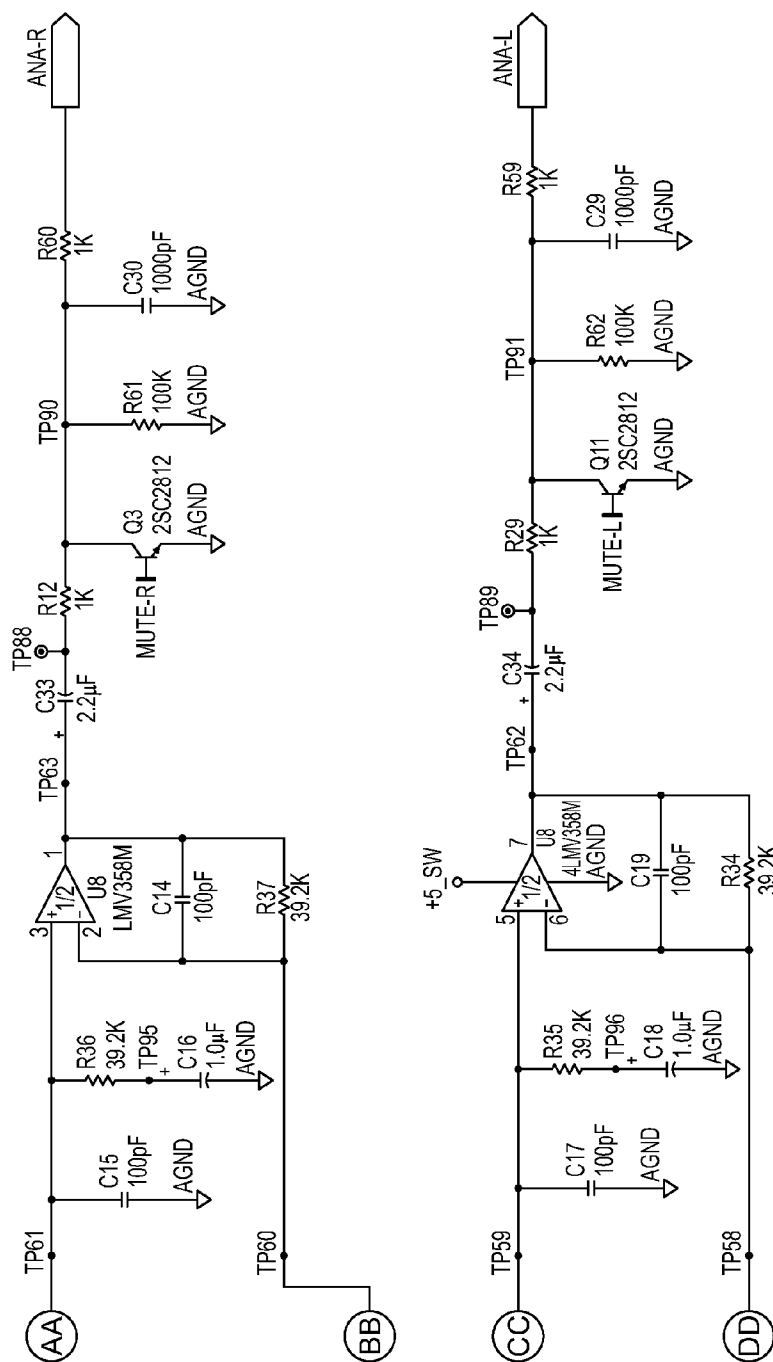 AA
TP61
C15
100pF
AGND
R36
39.2K
TP95
+
C16
1.0µF
AGND
3
+
1/2
2
-
1
U8
LMV358M
C14
100pF
R37
39.2K
TP63
+
C33
2.2µF
TP88
R12
1K
MUTE-R
Q3
2SC2812
AGND
TP90
R61
100K
AGND
C30
1000pF
AGND
R60
1K
ANA-R
BB
TP60
CC
TP59
C17
100pF
AGND
R35
39.2K
TP96
+
C18
1.0µF
AGND
+5_SW
5
+
1/2
6
-
7
U8
4LMV358M
AGND
C19
100pF
R34
39.2K
TP62
+
C34
2.2µF
TP89
R29
1K
MUTE-L
Q11
2SC2812
AGND
TP91
R62
100K
AGND
C29
1000pF
AGND
R59
1K
ANA-L
DD
TP58